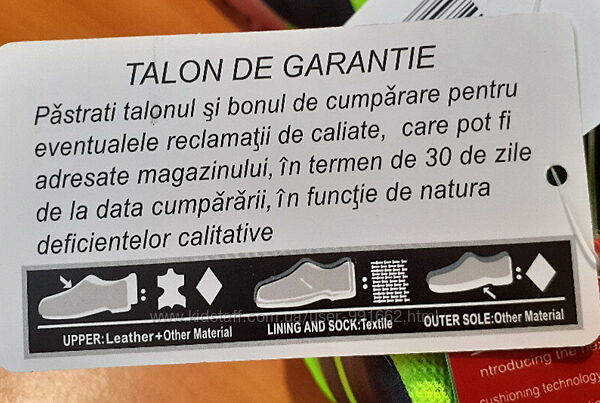 TALON DE GARANTIE
Păstrati talonul şi bonul de cumpărare pentru
eventualele reclamaţii de caliate, care pot fi
adresate magazinului, în termen de 30 de zile
de la data cumpărării, în funcţie de natura
deficientelor calitative
UPPER:Leather+Other Material
LINING AND SOCK:Textile
OUTER SOLE:Other Material
cushioning technology